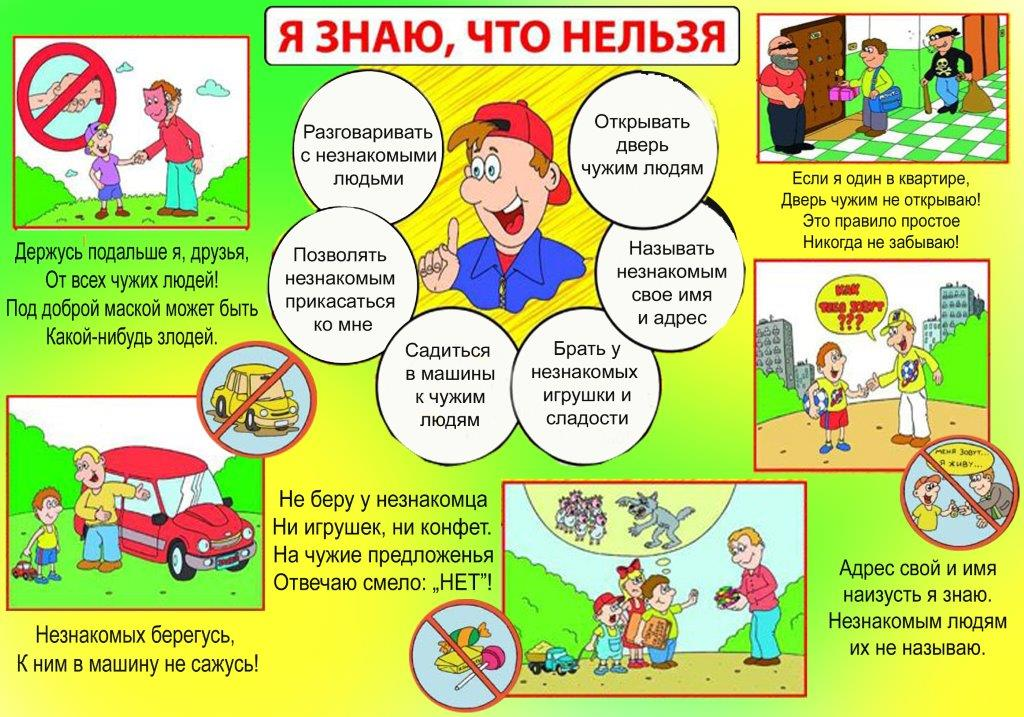 Я ЗНАЮ, ЧТО НЕЛЬЗЯ
Разговаривать
с незнакомыми
людьми
Открывать
дверь
чужим людям
Позволять
незнакомым
прикасаться
ко мне
Называть
незнакомым
свое имя
и адрес
Садиться
в машины
к чужим
людям
Брать у
незнакомых
игрушки и
сладости
Держусь подальше я, друзья,
От всех чужих людей!
Под доброй маской может быть
Какой-нибудь злодей.
Если я один в квартире,
Дверь чужим не открываю!
Это правило простое
Никогда не забываю!
КАК
ТЕБЯ ЗОВУТ
???
МЕНЯ ЗОВУТ...
Я ЖИВУ...
Не беру у незнакомца
Ни игрушек, ни конфет.
На чужие предложенья
Отвечаю смело: „НЕТ”!
Адрес свой и имя
наизусть я знаю.
Незнакомым людям
их не называю.
Незнакомых берегусь,
К ним в машину не сажусь!